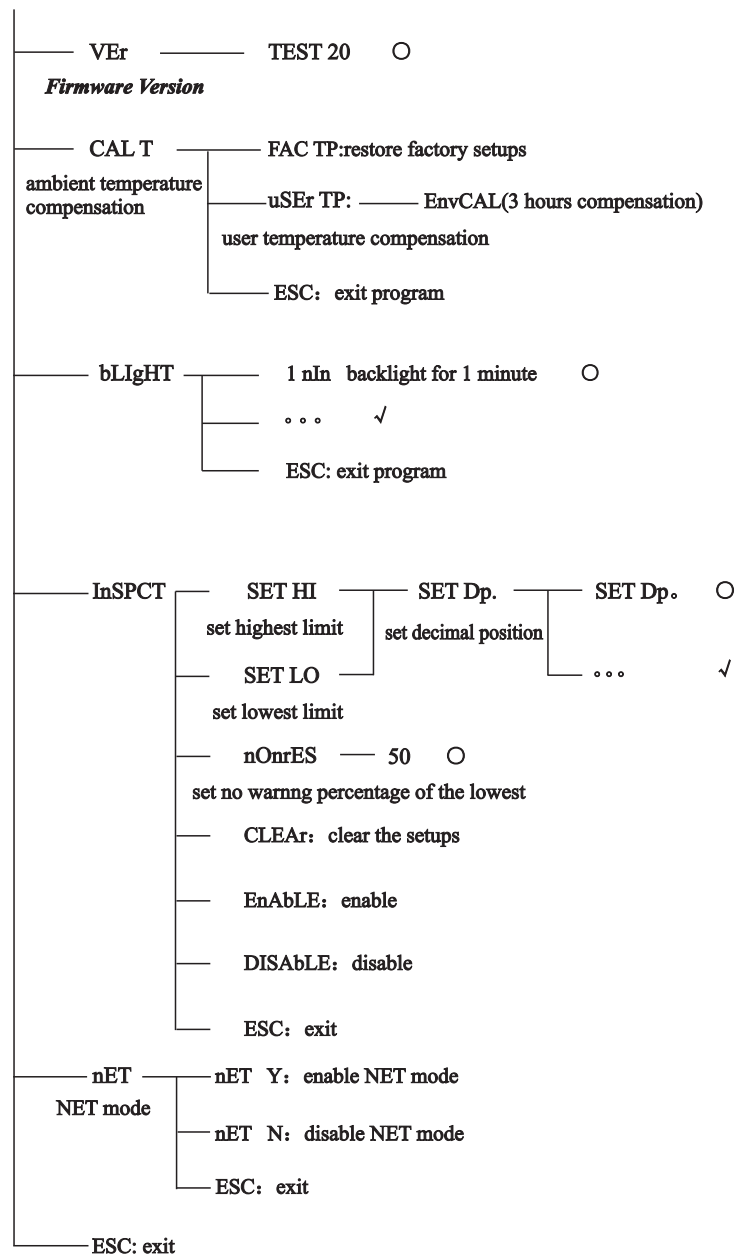 VEr TEST 20 ○
Firmware Version
CAL T FAC TP:restore factory setups
ambient temperature
compensation
uSEr TP: EnvCAL(3 hours compensation)
user temperature compensation
ESC：exit program
bLIgHT 1 nIn backlight for 1 minute ○
。。。 √
ESC: exit program
InSPCT SET HI SET Dp. SET Dp。 ○
set highest limit set decimal position
SET LO 。。。 √
set lowest limit
nOnrES 50 ○
set no warnng percentage of the lowest
CLEAr：clear the setups
EnAbLE：enable
DISAbLE：disable
ESC：exit
nET nET Y：enable NET mode
NET mode
nET N：disable NET mode
ESC：exit
ESC: exit